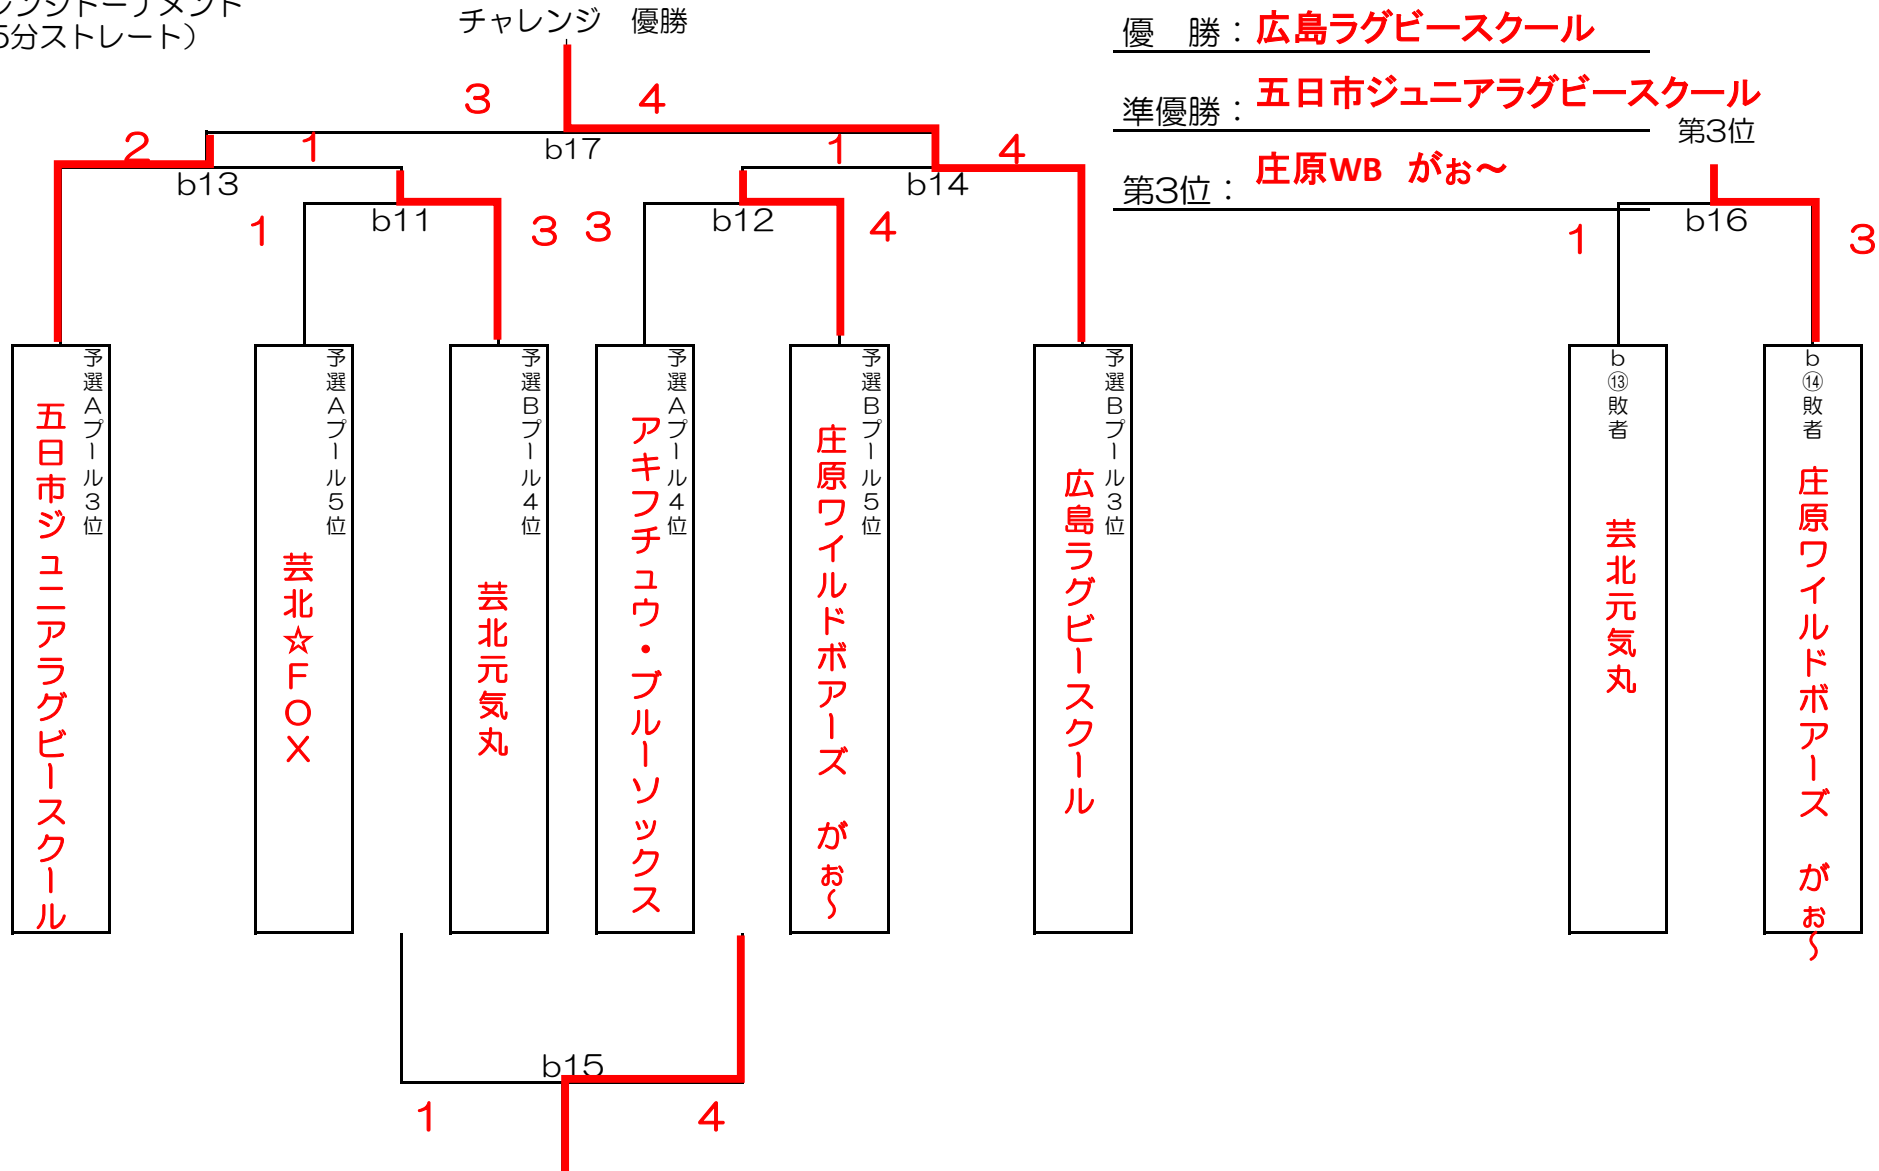 ンジトーナメント
5分ストレート）
チャレンジ　優勝
優　勝：広島ラグビースクール
準優勝：五日市ジュニアラグビースクール
第3位：庄原WB　がぉ～
第3位
3
4
b17
2
1
b13
1
4
b14
1
b11
3
3
b12
4
1
b16
3
予選Aプール3位
五日市ジュニアラグビースクール
予選Aプール5位
芸北☆FOX
予選Bプール4位
芸北元気丸
予選Aプール4位
アキフチュウ・ブルーソックス
予選Bプール5位
庄原ワイルドボアーズ　がぉ～
予選Bプール3位
広島ラグビースクール
b⑬敗者
芸北元気丸
b⑭敗者
庄原ワイルドボアーズ　がぉ～
b15
1
4